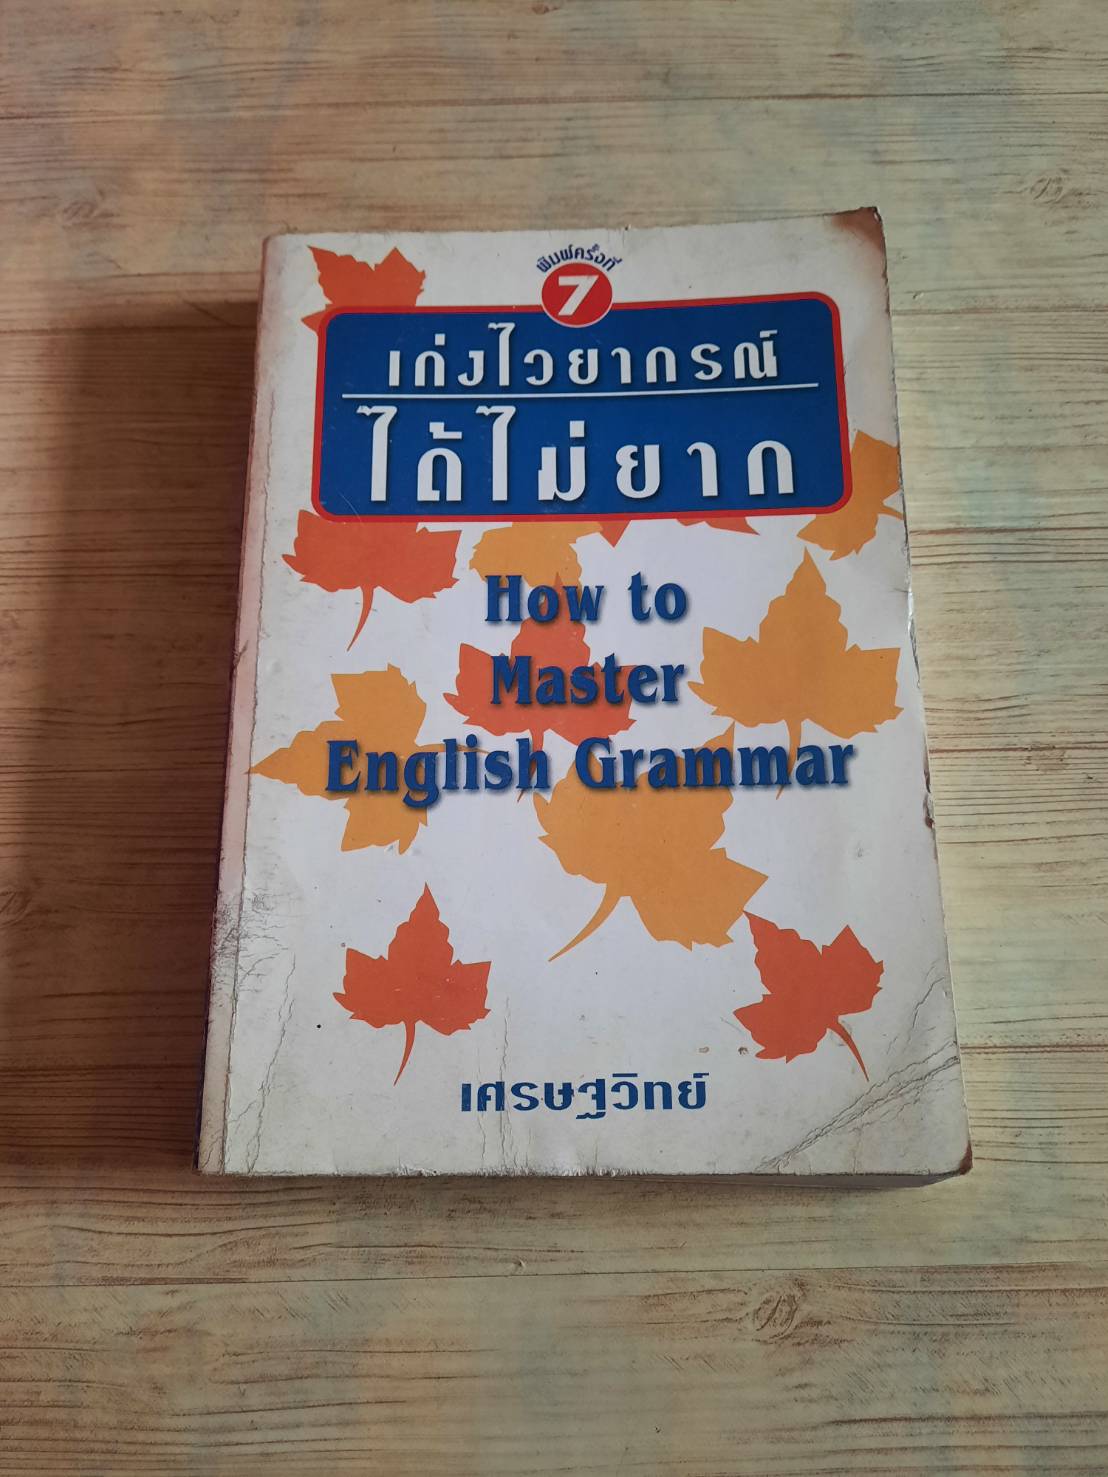 พิมพ์ครั้งที่
7
เก่งไวยากรณ์
ได้ไม่ยาก
How to
Master
English Grammar
เศรษฐวิทย์